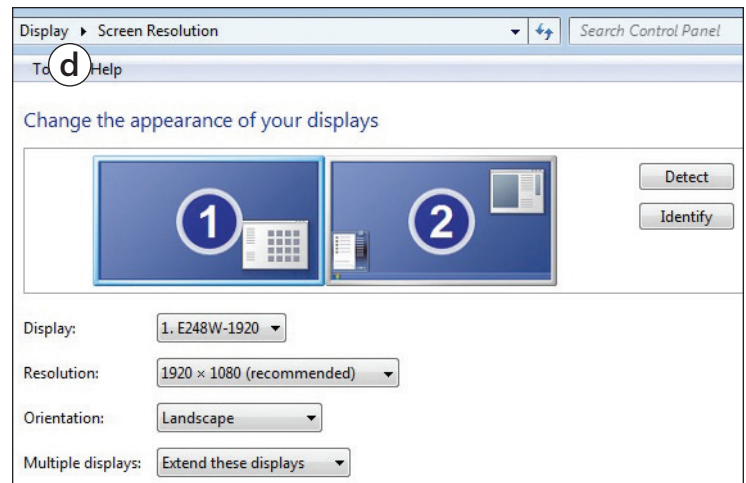 Display ▸ Screen Resolution Search Control Panel
d Help
Change the appearance of your displays
1 2
Detect
Identify
Display: 1. E248W-1920
Resolution: 1920 × 1080 (recommended)
Orientation: Landscape
Multiple displays: Extend these displays